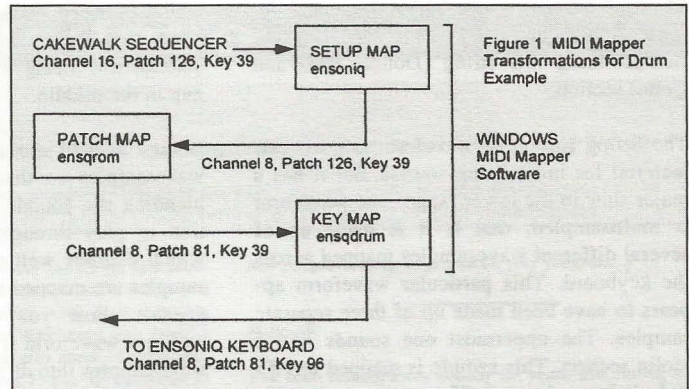 CAKEWALK SEQUENCER
Channel 16, Patch 126, Key 39
SETUP MAP
ensoniq
Figure 1 MIDI Mapper
Transformations for Drum
Example
PATCH MAP
ensqrom
Channel 8, Patch 126, Key 39
WINDOWS
MIDI Mapper
Software
Channel 8, Patch 81, Key 39
KEY MAP
ensqdrum
TO ENSONIQ KEYBOARD
Channel 8, Patch 81, Key 96